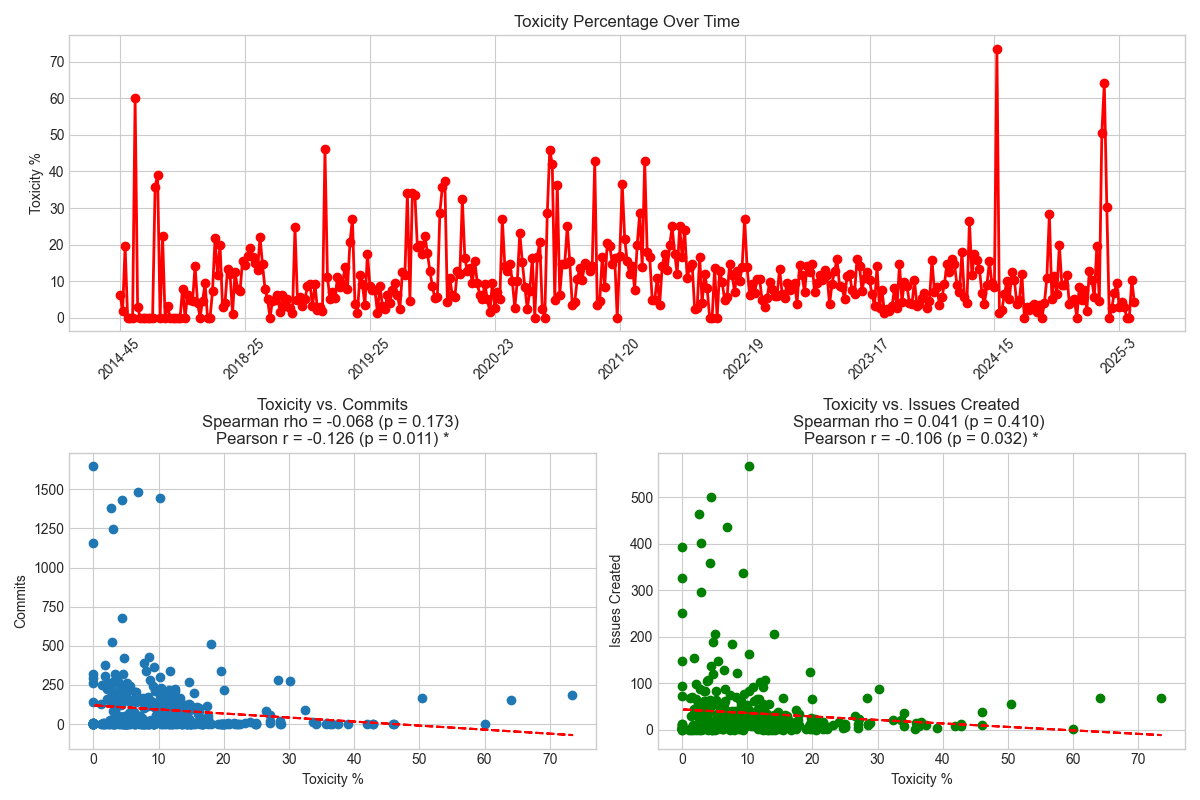 Toxicity Percentage Over Time
Toxicity %
70
60
50
40
30
20
10
0
2014-45
2018-25
2019-25
2020-23
2021-20
2022-19
2023-17
2024-15
2025-3
Toxicity vs. Commits
Spearman rho = -0.068 (p = 0.173)
Pearson r = -0.126 (p = 0.011) *
Commits
1500
1250
1000
750
500
250
0
0 10 20 30 40 50 60 70
Toxicity %
Toxicity vs. Issues Created
Spearman rho = 0.041 (p = 0.410)
Pearson r = -0.106 (p = 0.032) *
Issues Created
500
400
300
200
100
0
0 10 20 30 40 50 60 70
Toxicity %